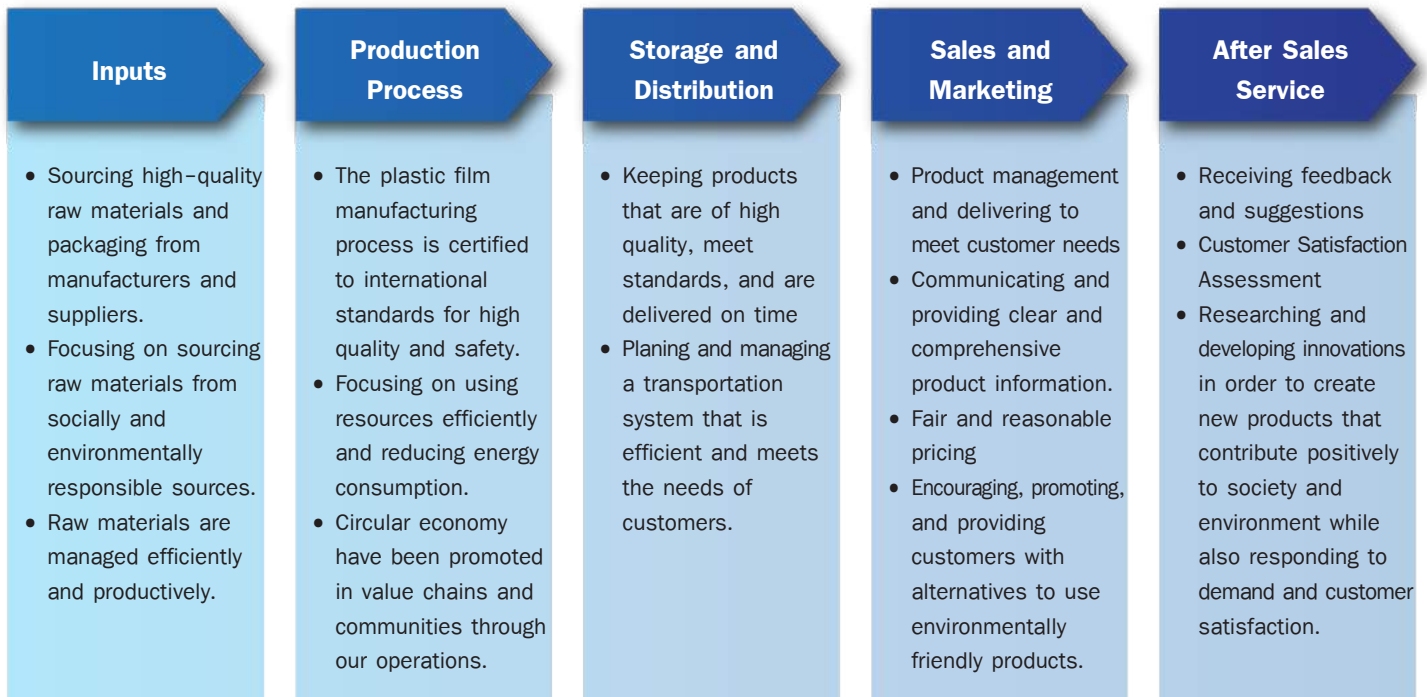 Inputs
• Sourcing high-quality
raw materials and
packaging from
manufacturers and
suppliers.
• Focusing on sourcing
raw materials from
socially and
environmentally
responsible sources.
• Raw materials are
managed efficiently
and productively.
Production
Process
• The plastic film
manufacturing
process is certified
to international
standards for high
quality and safety.
• Focusing on using
resources efficiently
and reducing energy
consumption.
• Circular economy
have been promoted
in value chains and
communities through
our operations.
Storage and
Distribution
• Keeping products
that are of high
quality, meet
standards, and are
delivered on time
• Planing and managing
a transportation
system that is
efficient and meets
the needs of
customers.
Sales and
Marketing
• Product management
and delivering to
meet customer needs
• Communicating and
providing clear and
comprehensive
product information.
• Fair and reasonable
pricing
• Encouraging, promoting,
and providing
customers with
alternatives to use
environmentally
friendly products.
After Sales
Service
• Receiving feedback
and suggestions
• Customer Satisfaction
Assessment
• Researching and
developing innovations
in order to create
new products that
contribute positively
to society and
environment while
also responding to
demand and customer
satisfaction.